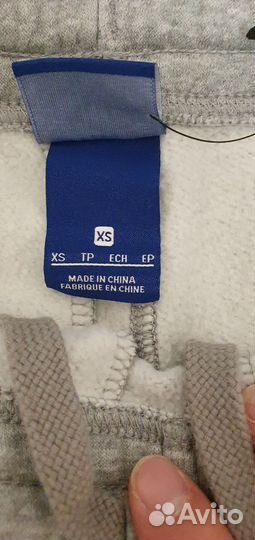 XS
XS TP ECH EP
MADE IN CHINA
FABRIQUE EN CHINE
Avito